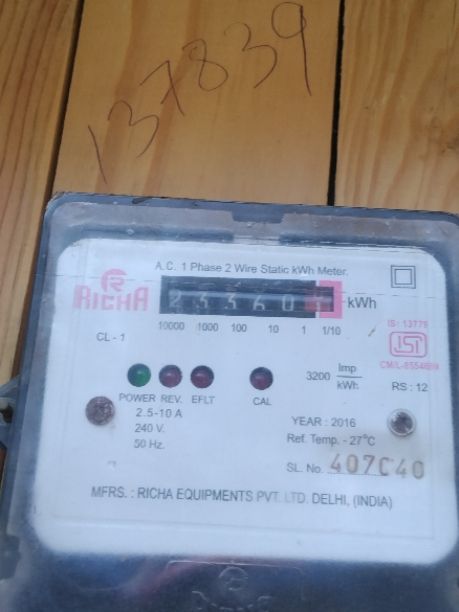 137839
A.C. 1 Phase 2 Wire Static kWh Meter.
RICHA
23360 kWh
10000 1000 100 10 1 1/10
CL - 1
IS: 13779
ISI
3200 Imp/kWh
RS : 12
POWER REV. EFLT CAL
2.5-10 A
240 V.
50 Hz.
YEAR : 2016
Ref. Temp. - 27°C
SL. No. 407C40
MFRS. : RICHA EQUIPMENTS PVT. LTD. DELHI, (INDIA)